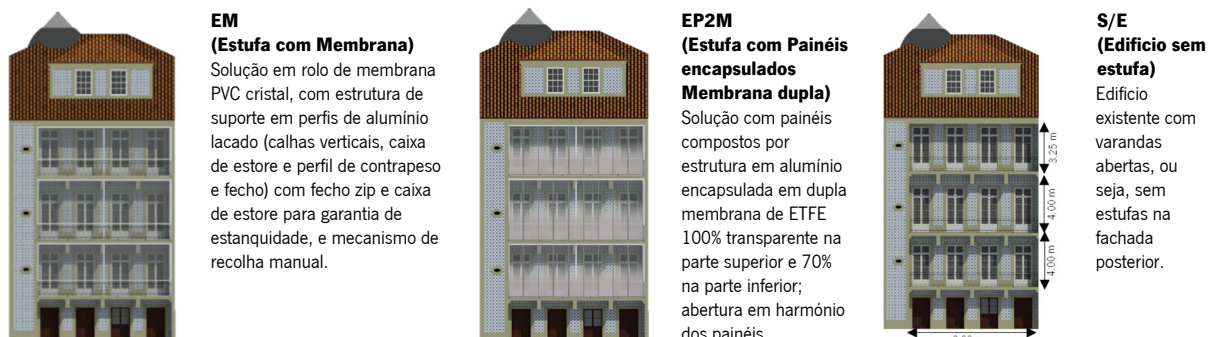 EM
(Estufa com Membrana)
Solução em rolo de membrana
PVC cristal, com estrutura de
suporte em perfis de alumínio
lacado (calhas verticais, caixa
de estore e perfil de contrapeso
e fecho) com fecho zip e caixa
de estore para garantia de
estanquidade, e mecanismo de
recolha manual.
EP2M
(Estufa com Painéis
encapsulados
Membrana dupla)
Solução com painéis
compostos por
estrutura em alumínio
encapsulada em dupla
membrana de ETFE
100% transparente na
parte superior e 70%
na parte inferior;
abertura em harmónio
dos painéis
3.25 m
4.00 m
4.00 m
S/E
(Edificio sem
estufa)
Edificio
existente com
varandas
abertas, ou
seja, sem
estufas na
fachada
posterior.